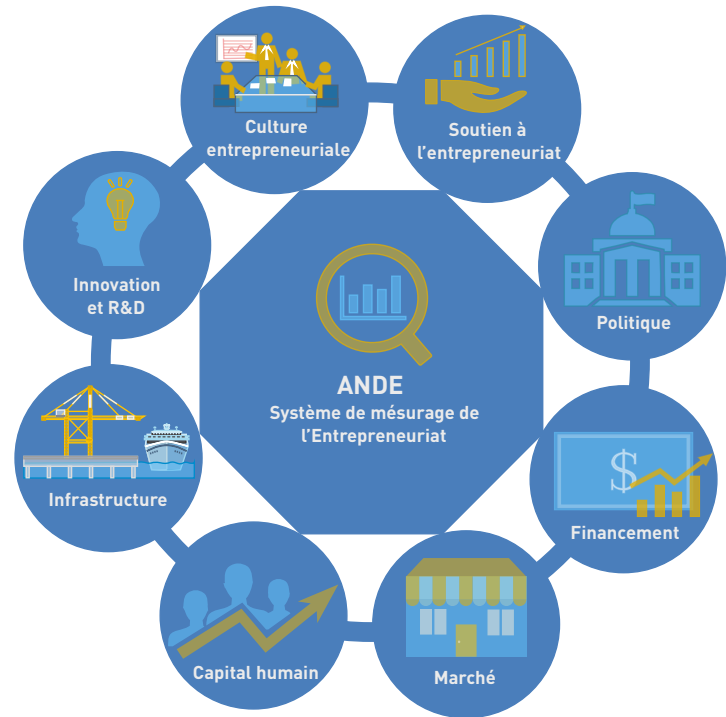 Culture
entrepreneuriale
Soutien à
l'entrepreneuriat
Innovation
et R&D
Politique
ANDE
Système de mésurage de
l'Entrepreneuriat
Infrastructure
$
Financement
Capital humain
Marché